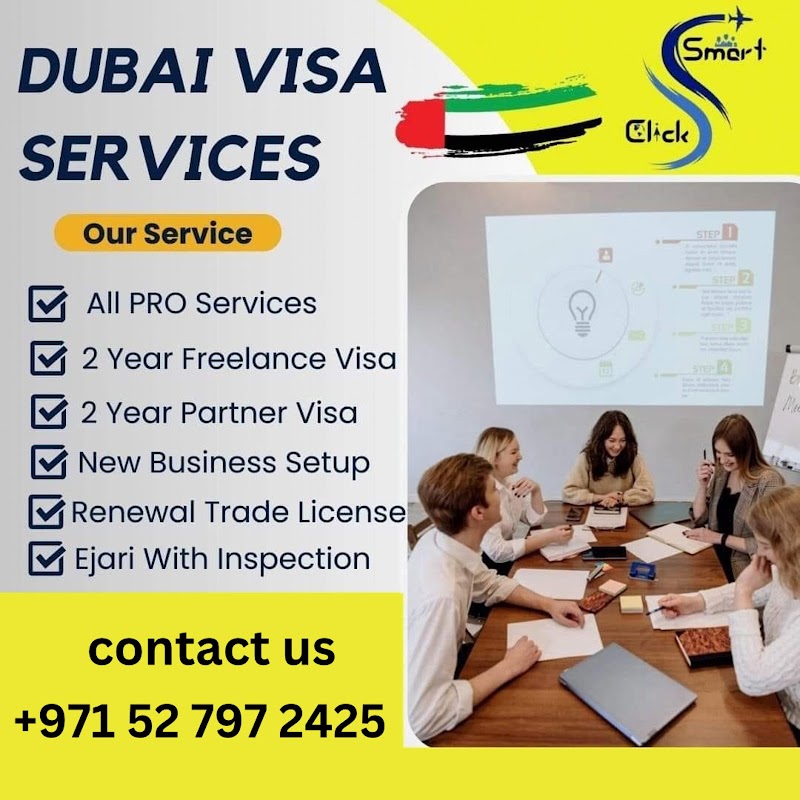 DUBAI VISA
SERVICES
Smart
Click
Our Service
All PRO Services
2 Year Freelance Visa
2 Year Partner Visa
New Business Setup
Renewal Trade License
Ejari With Inspection
STEP 1
STEP 2
STEP 3
STEP 4
contact us
+971 52 797 2425